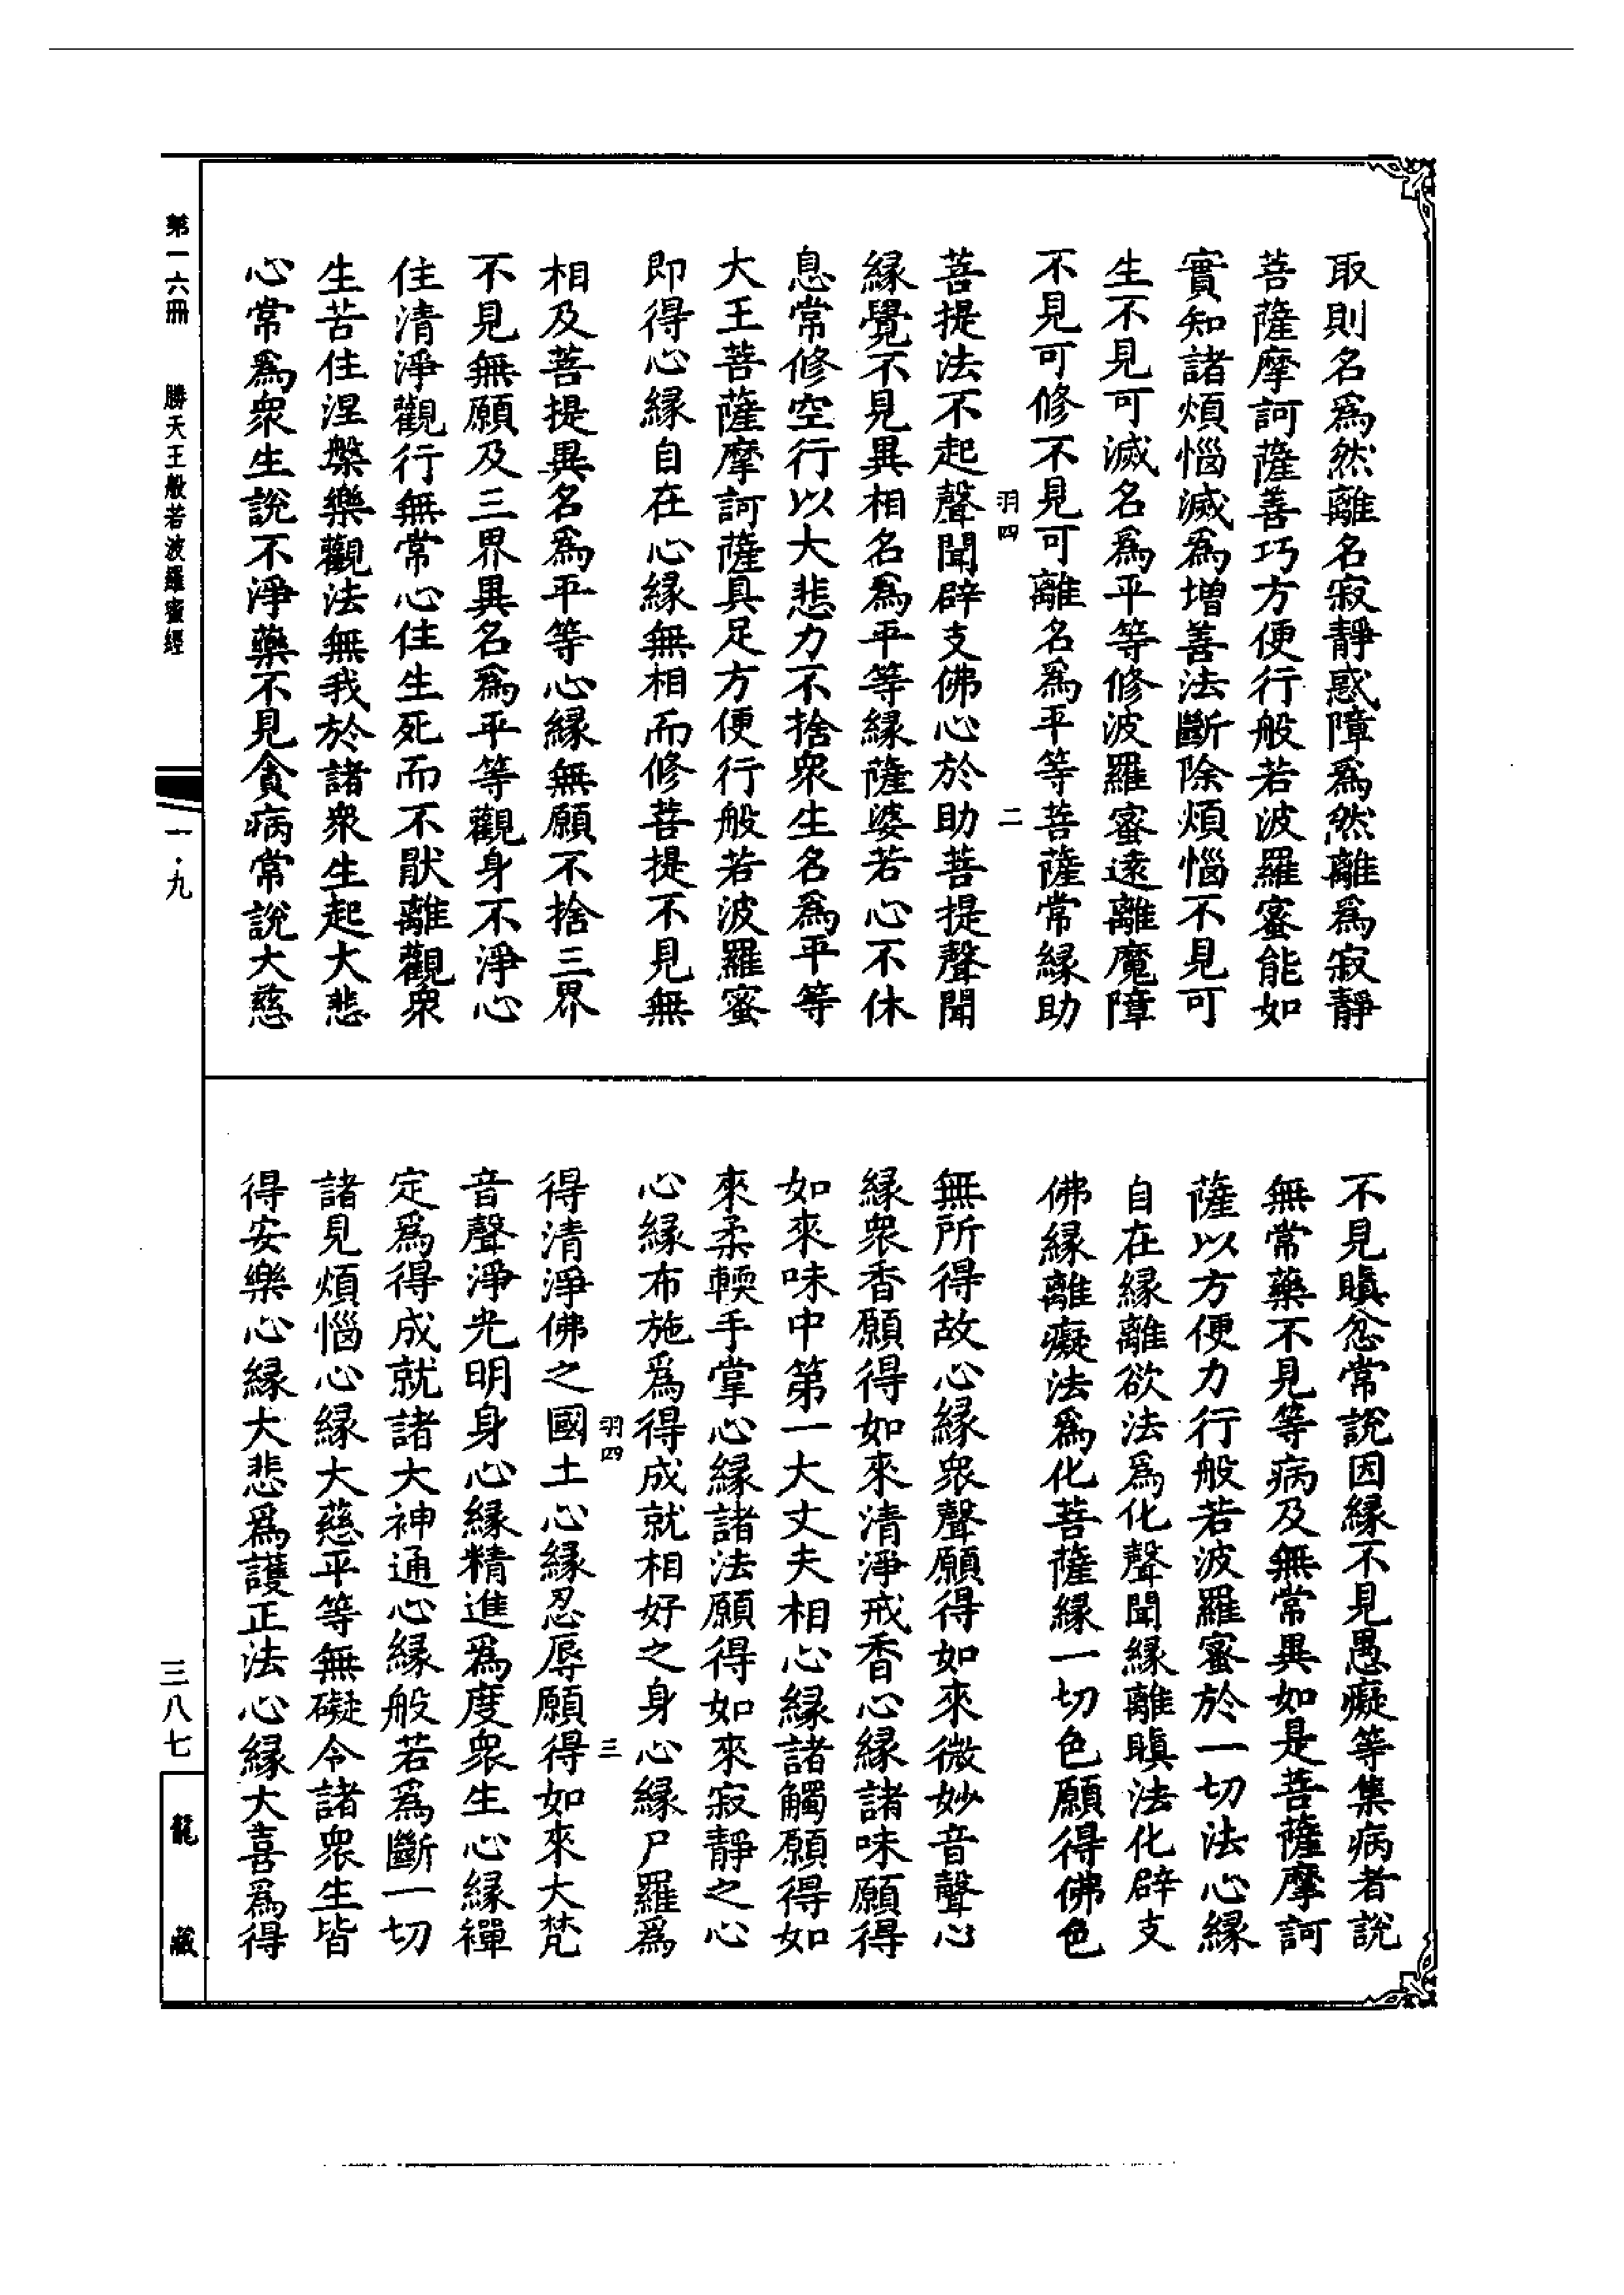 取則名爲然離名寂靜惑障爲然離爲寂靜
菩薩摩訶薩善巧方便行般若波羅蜜能如
實知諸煩惱滅爲增善法斷除煩惱不見可
生不見可滅名爲平等修波羅蜜遠離魔障
不見可修不見可離名爲平等菩薩常緣助
羽四
二
菩提法不起聲聞辟支佛心於助菩提聲聞
緣覺不見異相名爲平等緣薩婆若心不休
息常修空行以大悲力不捨衆生名爲平等
大王菩薩摩訶薩具足方便行般若波羅蜜
即得心緣自在心緣無相而修菩提不見無
相及菩提異名爲平等心緣無願不捨三界
不見無願及三界異名爲平等觀身不淨心
住清淨觀行無常心住生死而不猒離觀衆
生苦住涅槃樂觀法無我於諸衆生起大悲
心常爲衆生說不淨藥不見貪病常說大慈
不見瞋忿常說因緣不見愚癡等集病者說
無常藥不見等病及無常異如是菩薩摩訶
薩以方便力行般若波羅蜜於一切法心緣
自在緣離欲法爲化聲聞緣離瞋法化辟支
佛緣離癡法爲化菩薩緣一切色願得佛色
無所得故心緣衆聲願得如來微妙音聲心
緣衆香願得如來清淨戒香心緣諸味願得
如來味中第一大丈夫相心緣諸觸願得如
來柔輭手掌心緣諸法願得如來寂靜之心
心緣布施爲得成就相好之身心緣尸羅爲
羽四
三
得清淨佛之國土心緣忍辱願得如來大梵
音聲淨光明身心緣精進爲度衆生心緣禪
定爲得成就諸大神通心緣般若爲斷一切
諸見煩惱心緣大慈平等無礙令諸衆生皆
得安樂心緣大悲爲護正法心緣大喜爲得
第一六冊
勝天王般若波羅蜜經
一·九
三八七
龍藏